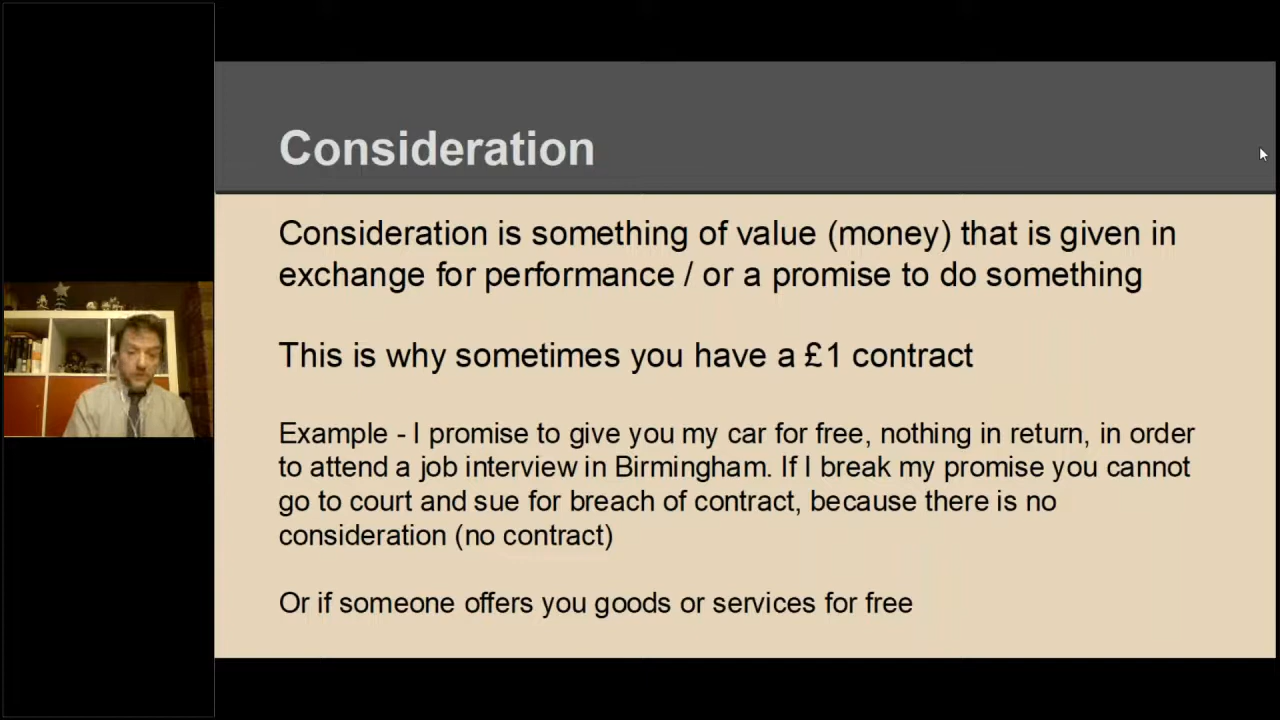 Consideration
Consideration is something of value (money) that is given in
exchange for performance / or a promise to do something
This is why sometimes you have a £1 contract
Example - I promise to give you my car for free, nothing in return, in order
to attend a job interview in Birmingham. If I break my promise you cannot
go to court and sue for breach of contract, because there is no
consideration (no contract)
Or if someone offers you goods or services for free